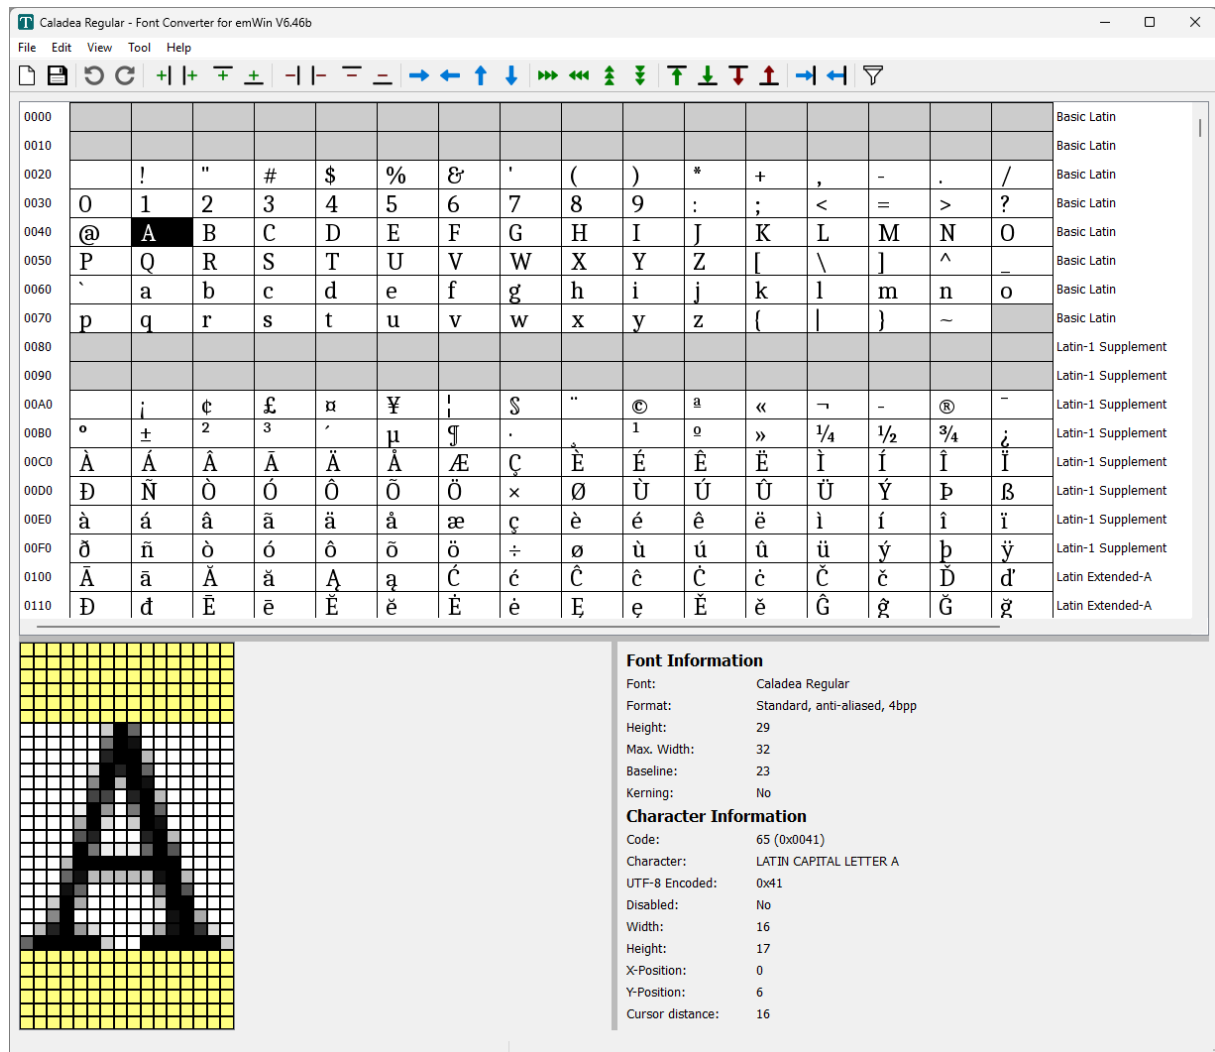 Caladea Regular - Font Converter for emWin V6.46b
File Edit View Tool Help
0000 Basic Latin
0010 Basic Latin
0020 ! " # $ % & ' ( ) * + , - . / Basic Latin
0030 0 1 2 3 4 5 6 7 8 9 : ; < = > ? Basic Latin
0040 @ A B C D E F G H I J K L M N O Basic Latin
0050 P Q R S T U V W X Y Z [ \ ] ^ _ Basic Latin
0060 ` a b c d e f g h i j k l m n o Basic Latin
0070 p q r s t u v w x y z { | } ~ Basic Latin
0080 Latin-1 Supplement
0090 Latin-1 Supplement
00A0 ¡ ¢ £ ¤ ¥ ¦ § ¨ © ª « ¬ - ® ¯ Latin-1 Supplement
00B0 ° ± ² ³ ´ µ ¶ · ¸ ¹ º » ¼ ½ ¾ ¿ Latin-1 Supplement
00C0 À Á Â Ã Ä Å Æ Ç È É Ê Ë Ì Í Î Ï Latin-1 Supplement
00D0 Ð Ñ Ò Ó Ô Õ Ö × Ø Ù Ú Û Ü Ý Þ ß Latin-1 Supplement
00E0 à á â ã ä å æ ç è é ê ë ì í î ï Latin-1 Supplement
00F0 ð ñ ò ó ô õ ö ÷ ø ù ú û ü ý þ ÿ Latin-1 Supplement
0100 Ā ā Ă ă Ą ą Ć ć Ĉ ĉ Ċ ċ Č č Ď ď Latin Extended-A
0110 Đ đ Ē ē Ĕ ĕ Ė ė Ę ę Ě ě Ĝ ĝ Ğ ğ Latin Extended-A
Font Information
Font: Caladea Regular
Format: Standard, anti-aliased, 4bpp
Height: 29
Max. Width: 32
Baseline: 23
Kerning: No
Character Information
Code: 65 (0x0041)
Character: LATIN CAPITAL LETTER A
UTF-8 Encoded: 0x41
Disabled: No
Width: 16
Height: 17
X-Position: 0
Y-Position: 6
Cursor distance: 16